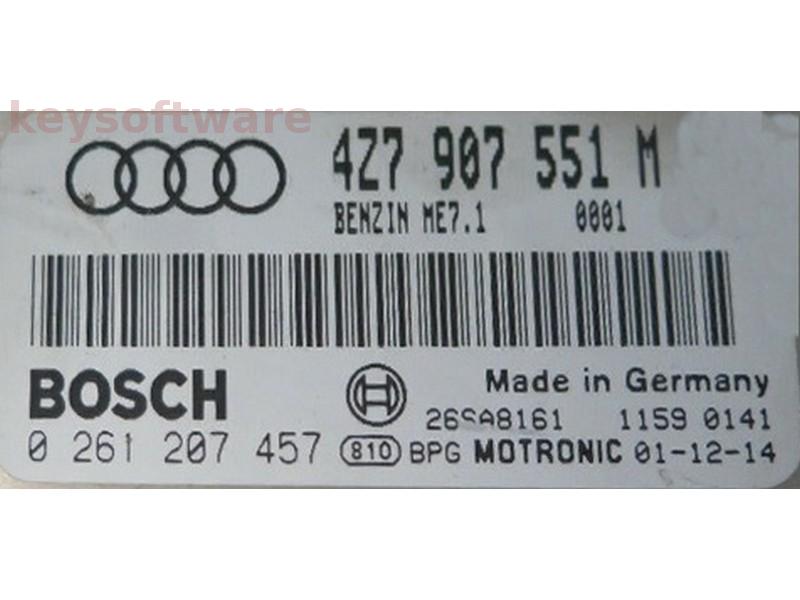 keysoftware
4Z7 907 551 M
BENZIN ME7.1 0001
BOSCH
Made in Germany
26SA8161 1159 0141
0 261 207 457 810 BPG MOTRONIC 01-12-14